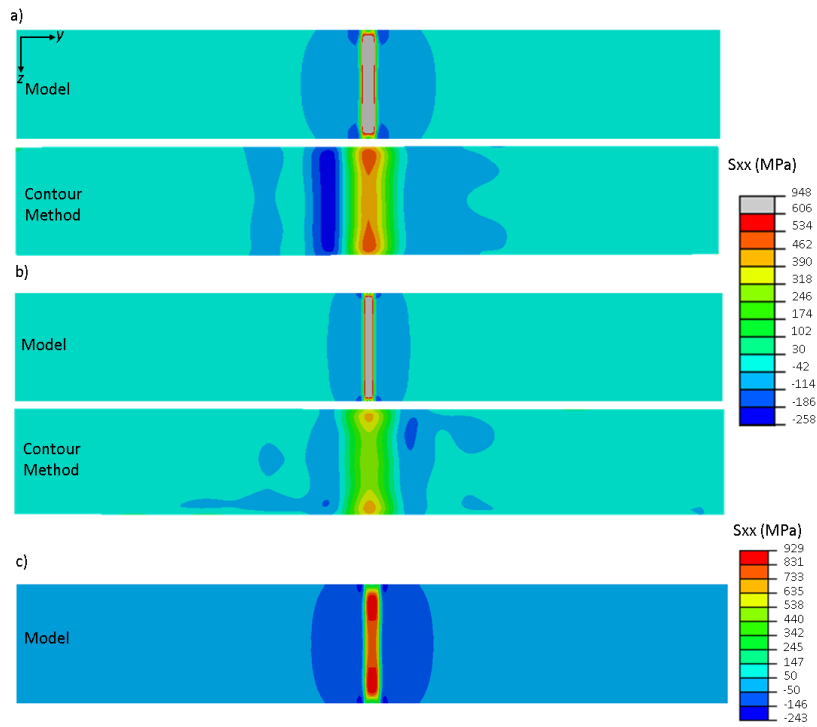 a)
y
z
Model
Contour
Method
Sxx (MPa)
948
606
534
462
390
318
246
174
102
30
-42
-114
-186
-258
b)
Model
Contour
Method
c)
Model
Sxx (MPa)
929
831
733
635
538
440
342
245
147
50
-50
-146
-243